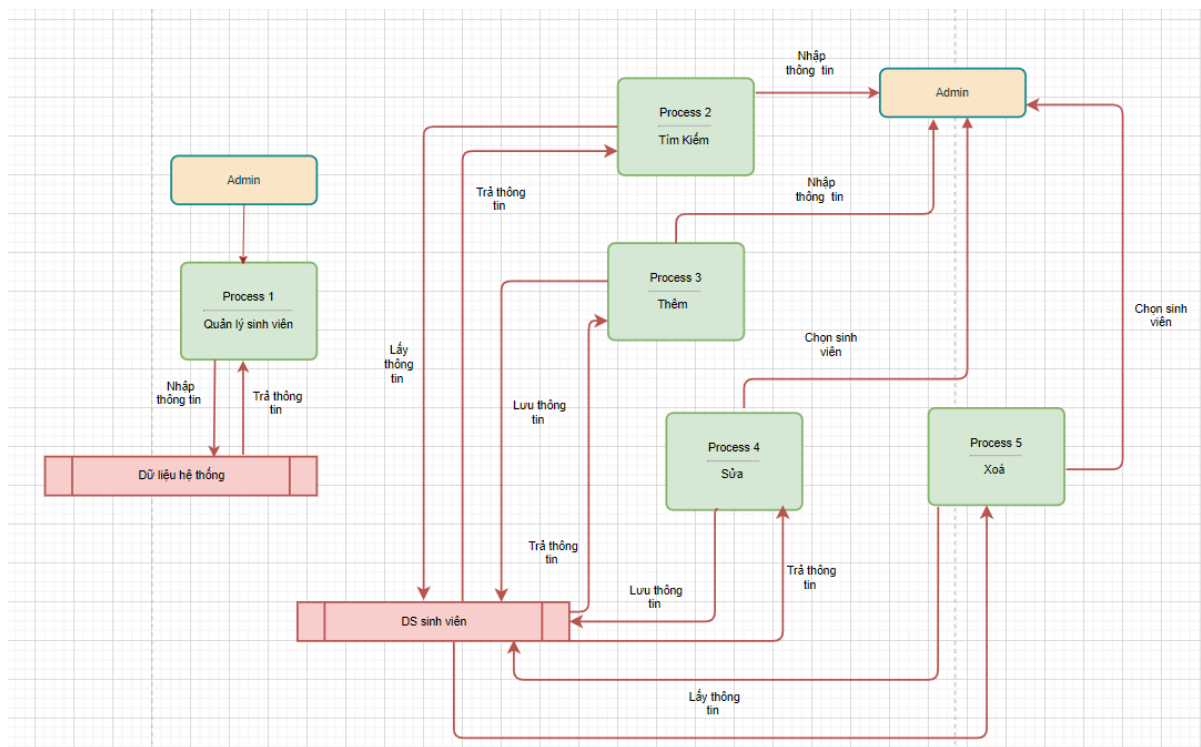 Nhập
thông tin
Admin
Process 2
Tìm Kiếm
Admin
Trả thông
tin
Nhập
thông tin
Process 1
Quản lý sinh viên
Process 3
Thêm
Chọn sinh
viên
Chọn sinh
viên
Lấy
thông
tin
Nhập
thông tin
Trả thông
tin
Lưu thông
tin
Process 4
Sửa
Process 5
Xoá
Dữ liệu hệ thống
Trả thông
tin
Trả thông
tin
Lưu thông
tin
DS sinh viên
Lấy thông
tin